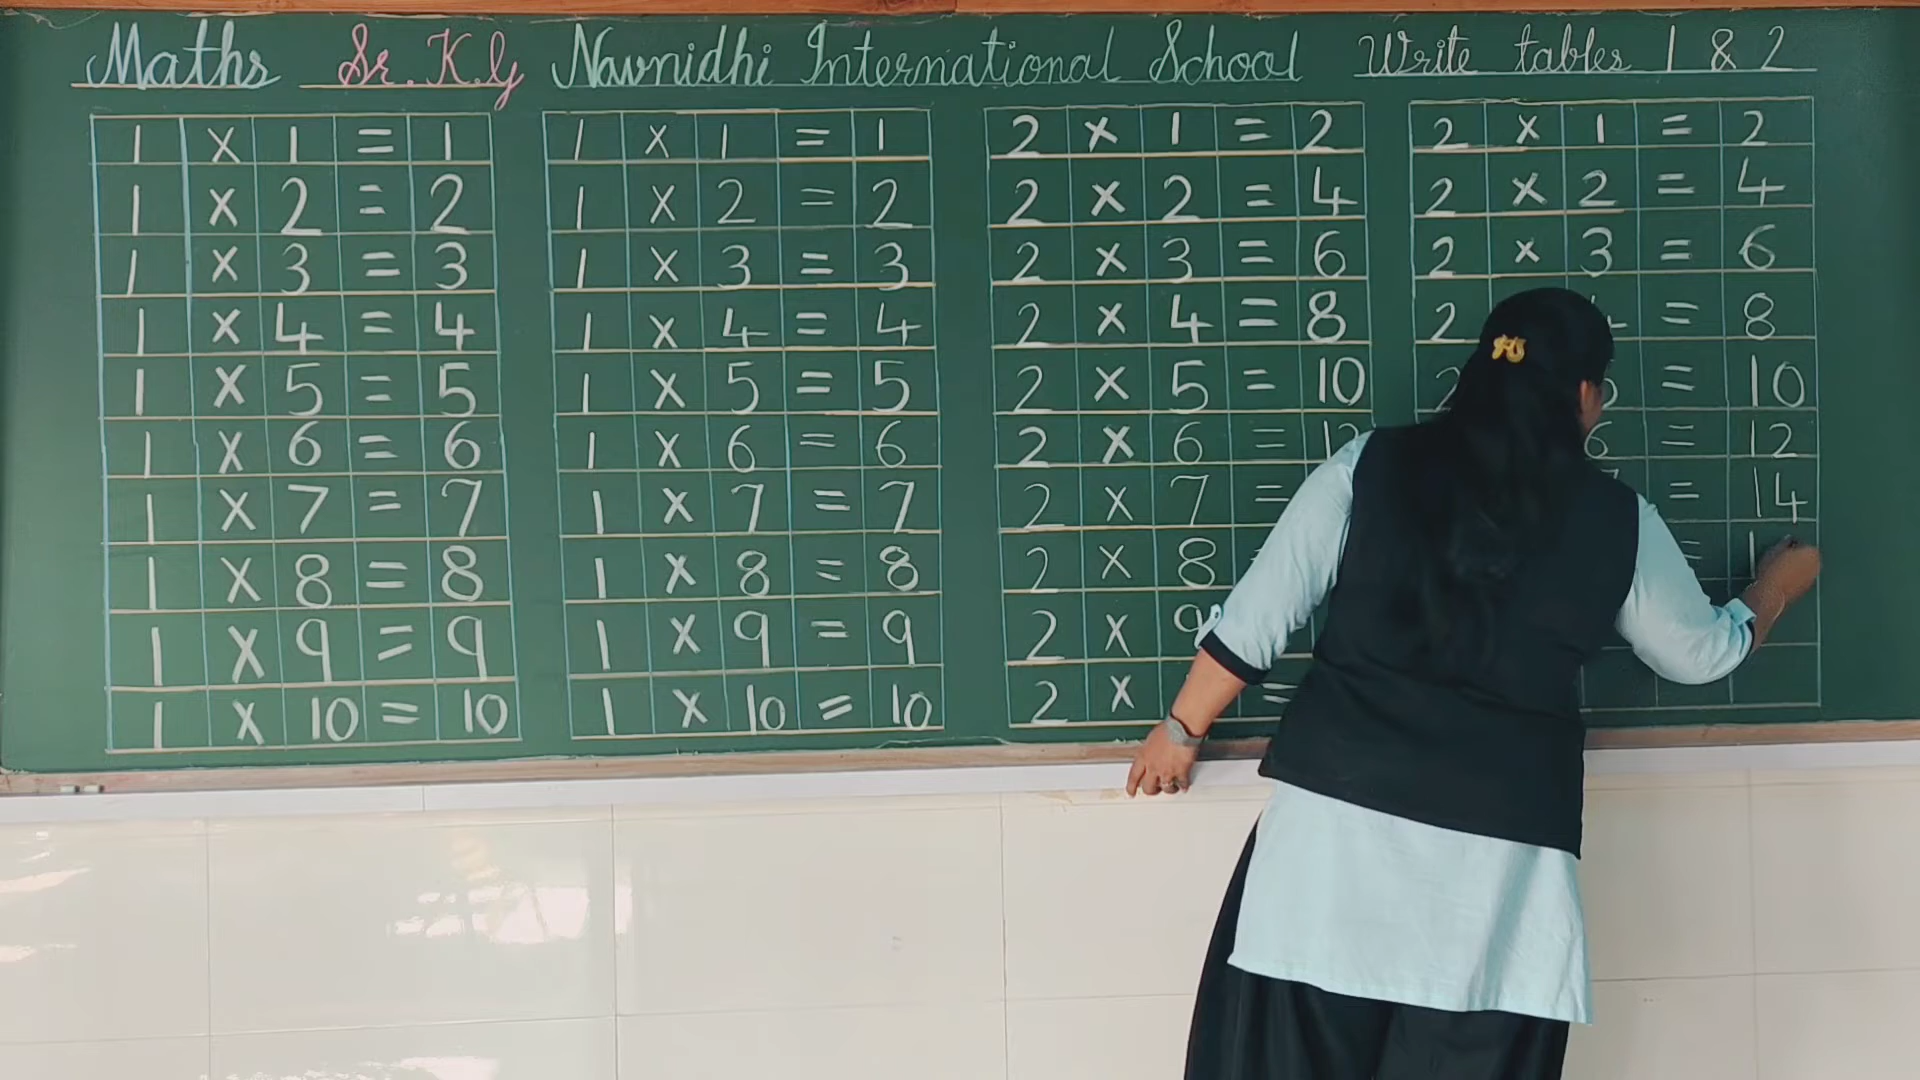 Maths Sr. K.G Navnidhi International School Write tables 1 & 2
1 × 1 = 1 1 × 1 = 1 2 × 1 = 2 2 × 1 = 2
1 × 2 = 2 1 × 2 = 2 2 × 2 = 4 2 × 2 = 4
1 × 3 = 3 1 × 3 = 3 2 × 3 = 6 2 × 3 = 6
1 × 4 = 4 1 × 4 = 4 2 × 4 = 8 2 = 8
1 × 5 = 5 1 × 5 = 5 2 × 5 = 10 2 = 10
1 × 6 = 6 1 × 6 = 6 2 × 6 = 12 6 = 12
1 × 7 = 7 1 × 7 = 7 2 × 7 = = 14
1 × 8 = 8 1 × 8 = 8 2 × 8 = 1
1 × 9 = 9 1 × 9 = 9 2 × 9
1 × 10 = 10 1 × 10 = 10 2 × =